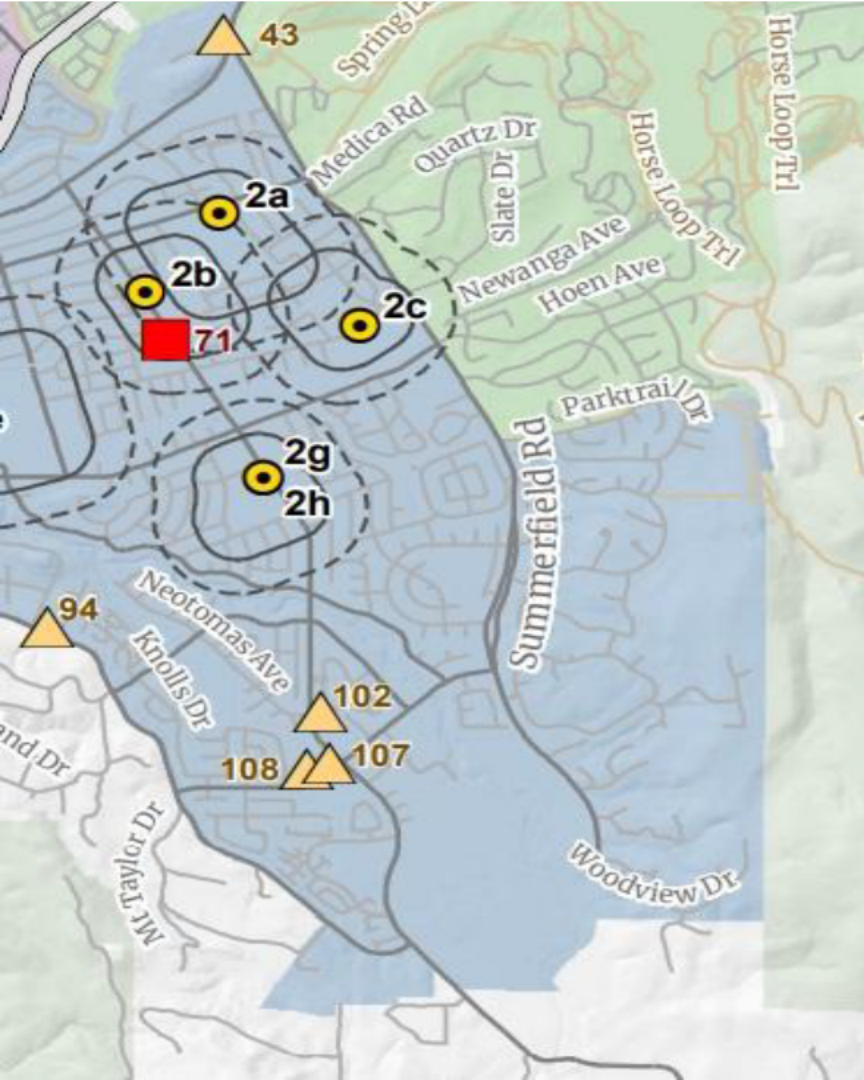 43
Spring L
Medica Rd
Quartz Dr
Slate Dr
Horse Loop Trl
Horse Loop Trl
2a
2b
2c
71
Newanga Ave
Hoen Ave
Parktrail Dr
2g
2h
Summerfield Rd
94
Neotomas Ave
Knolls Dr
102
108
107
and Dr
Mt Taylor Dr
Woodview Dr